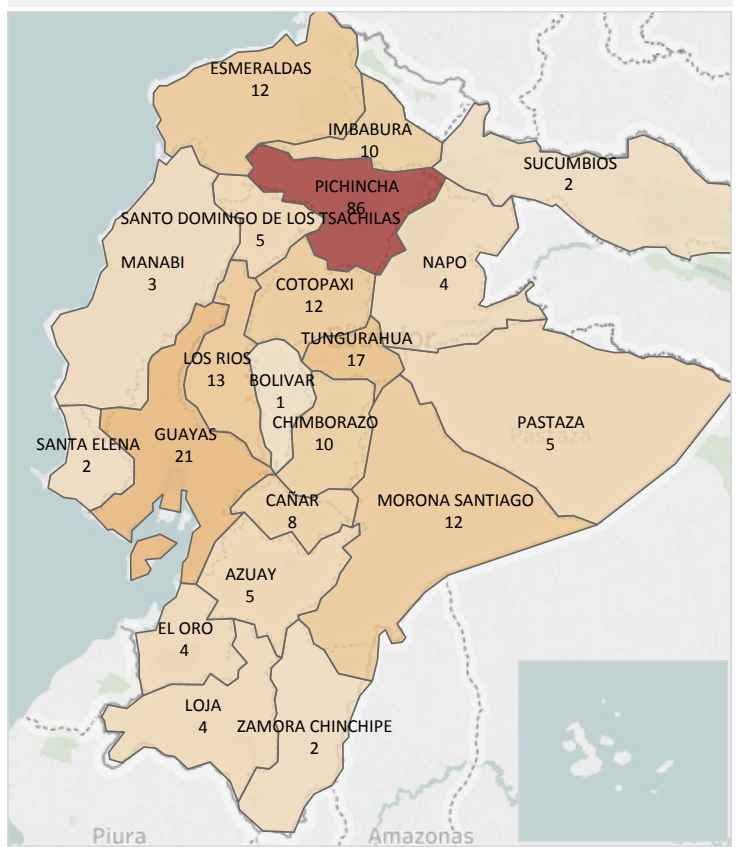 ESMERALDAS
12
IMBABURA
10
SUCUMBIOS
2
PICHINCHA
86
SANTO DOMINGO DE LOS TSACHILAS
5
MANABI
3
NAPO
4
COTOPAXI
12
Ecuador
TUNGURAHUA
17
LOS RIOS
13
BOLIVAR
1
CHIMBORAZO
10
PASTAZA
Pastaza
5
SANTA ELENA
2
GUAYAS
21
CAÑAR
8
MORONA SANTIAGO
12
AZUAY
5
EL ORO
4
LOJA
4
ZAMORA CHINCHIPE
2
Piura
Amazonas